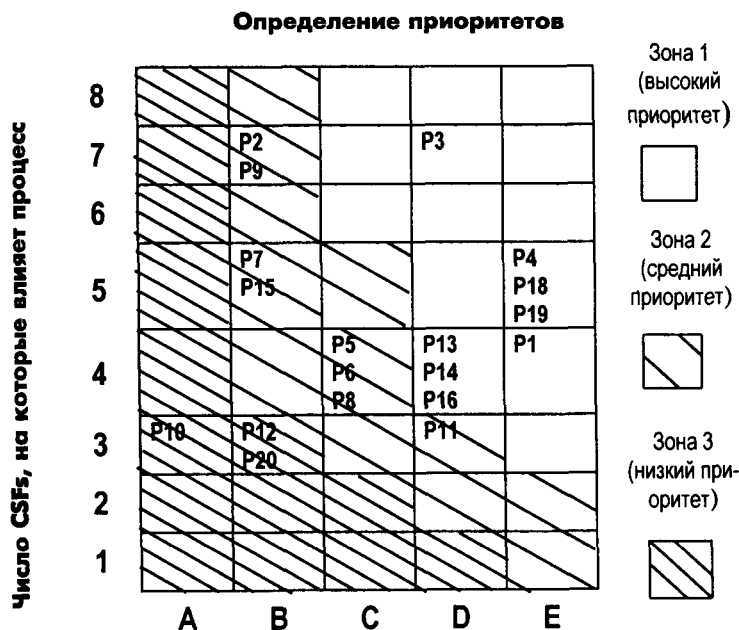 Определение приоритетов
Число CSFs, на которые влияет процесс
8
7
P2
P9
P3
6
5
P7
P15
P4
P18
P19
4
P5
P6
P8
P13
P14
P16
P1
3
P10
P12
P20
P11
2
1
A
B
C
D
E
Зона 1
(высокий
приоритет)
Зона 2
(средний
приоритет)
Зона 3
(низкий при-
оритет)